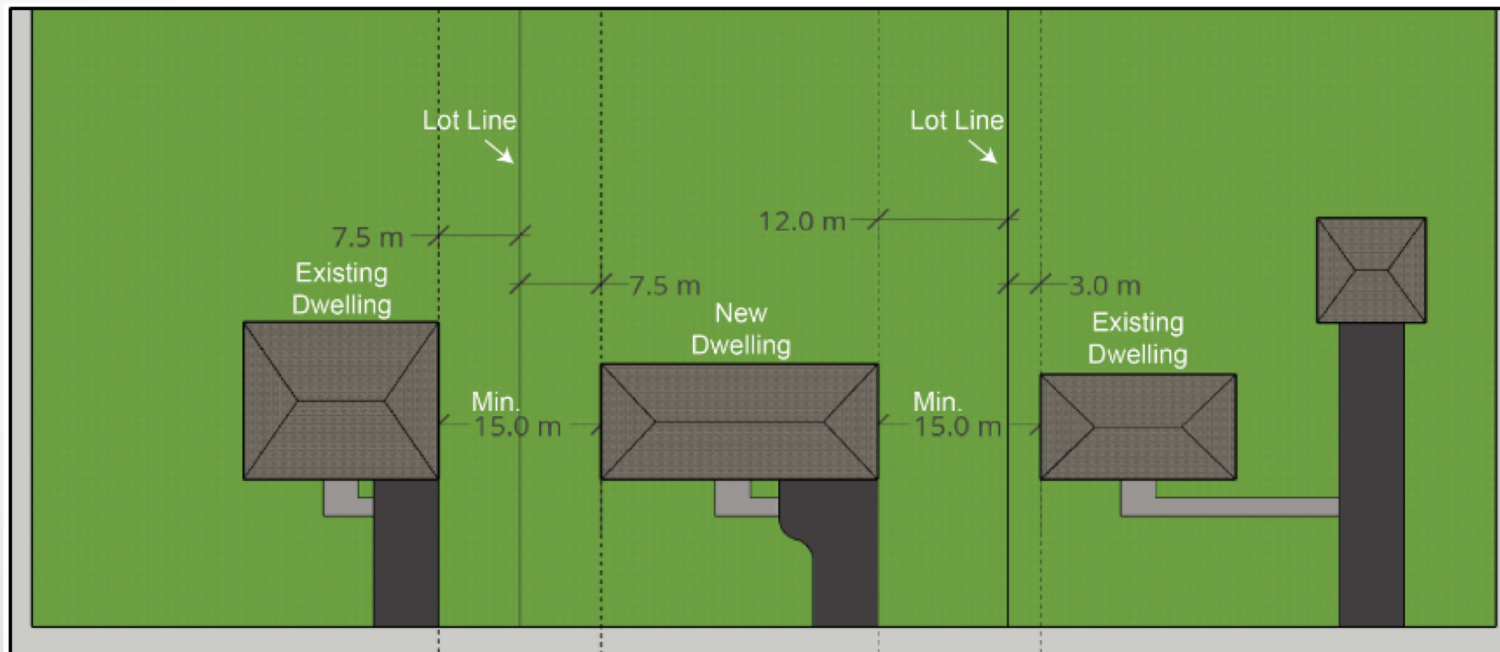 Lot Line
Lot Line
12.0 m
7.5 m
7.5 m
3.0 m
Existing
Dwelling
New
Dwelling
Existing
Dwelling
Min.
15.0 m
Min.
15.0 m